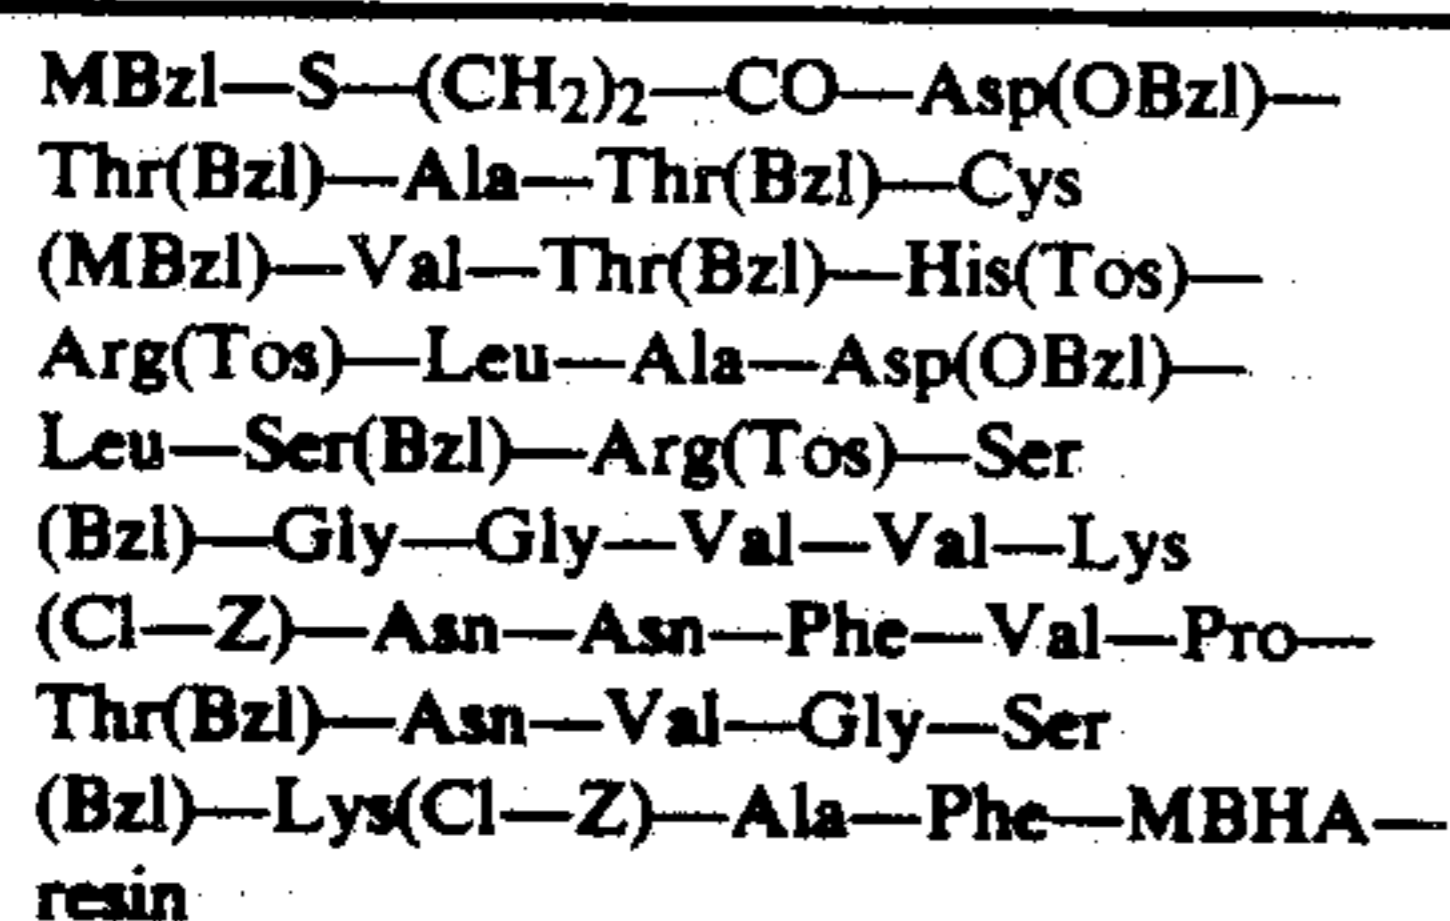 MBzl—S—(CH₂)₂—CO—Asp(OBzl)—
Thr(Bzl)—Ala—Thr(Bzl)—Cys
(MBzl)—Val—Thr(Bzl)—His(Tos)—
Arg(Tos)—Leu—Ala—Asp(OBzl)—
Leu—Ser(Bzl)—Arg(Tos)—Ser
(Bzl)—Gly—Gly—Val—Val—Lys
(Cl—Z)—Asn—Asn—Phe—Val—Pro—
Thr(Bzl)—Asn—Val—Gly—Ser
(Bzl)—Lys(Cl—Z)—Ala—Phe—MBHA—
resin